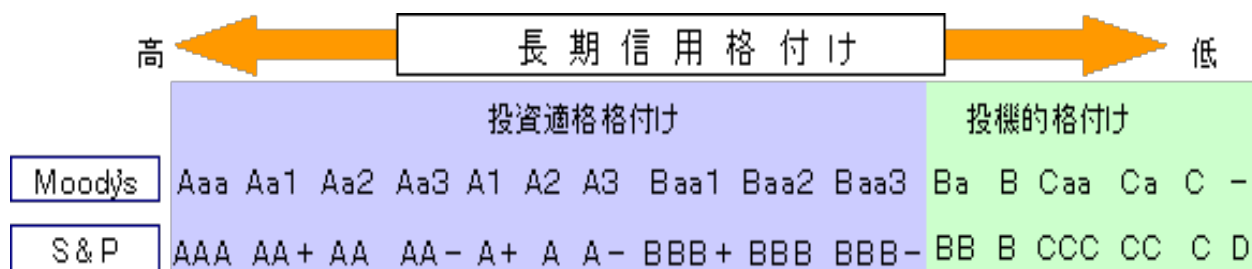 高 長期信用格付け 低
投資適格格付け 投機的格付け
Moody's Aaa Aa1 Aa2 Aa3 A1 A2 A3 Baa1 Baa2 Baa3 Ba B Caa Ca C -
S&P AAA AA+ AA AA- A+ A A- BBB+ BBB BBB- BB B CCC CC C D